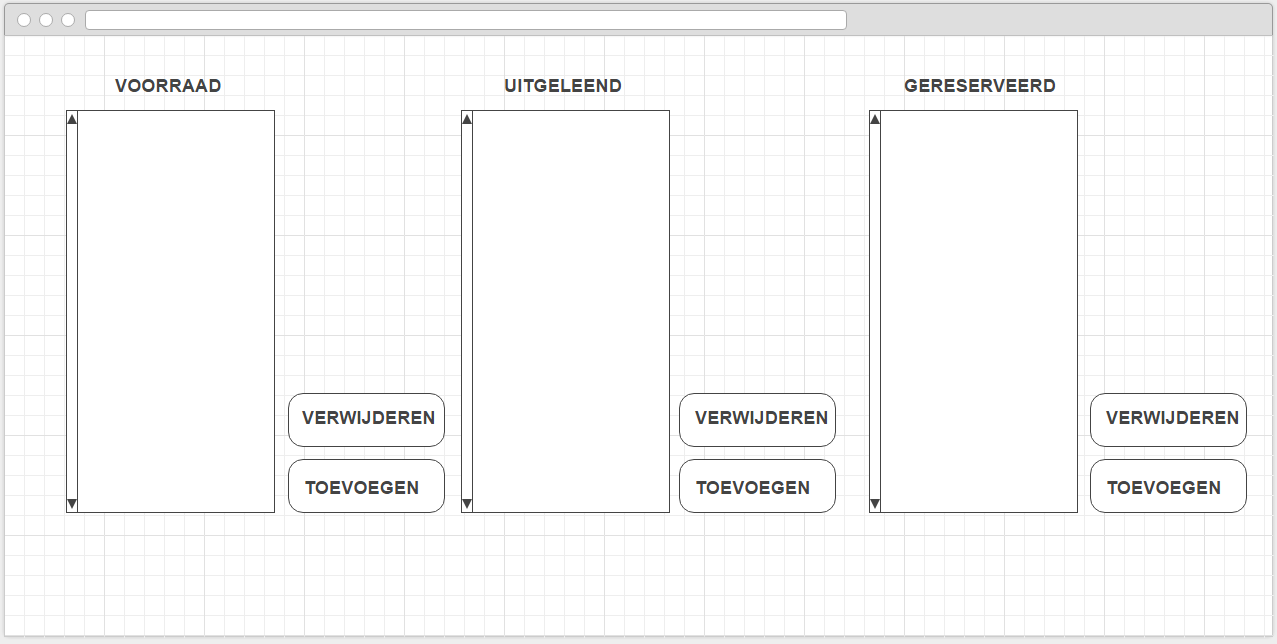 VOORRAAD
UITGELEEND
GERESERVEERD
VERWIJDEREN
VERWIJDEREN
VERWIJDEREN
TOEVOEGEN
TOEVOEGEN
TOEVOEGEN